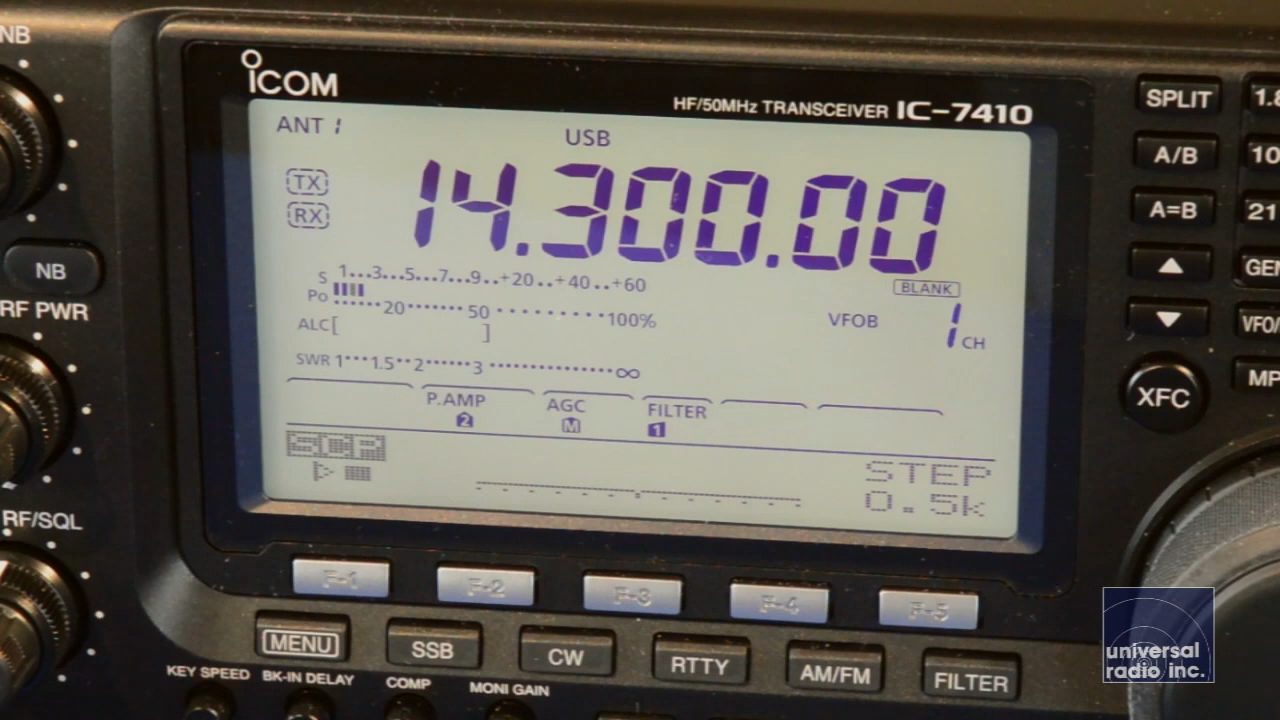 NB
ICOM
HF/50MHz TRANSCEIVER IC-7410
SPLIT
ANT 1
USB
A/B
TX
14.300.00
RX
A=B
21
NB
S 1...3...5...7...9..+20..+40..+60
BLANK
RF PWR
Po 20 50 100%
VFOB
1 CH
ALC[ ]
SWR 1 1.5 2 3 ∞
P.AMP
AGC
FILTER
XFC
2
M
1
SCP
STEP
0.5k
RF/SQL
F-1
F-2
F-3
F-4
F-5
MENU
SSB
CW
RTTY
AM/FM
FILTER
KEY SPEED
BK-IN DELAY
COMP
MONI GAIN
universal
radio inc.